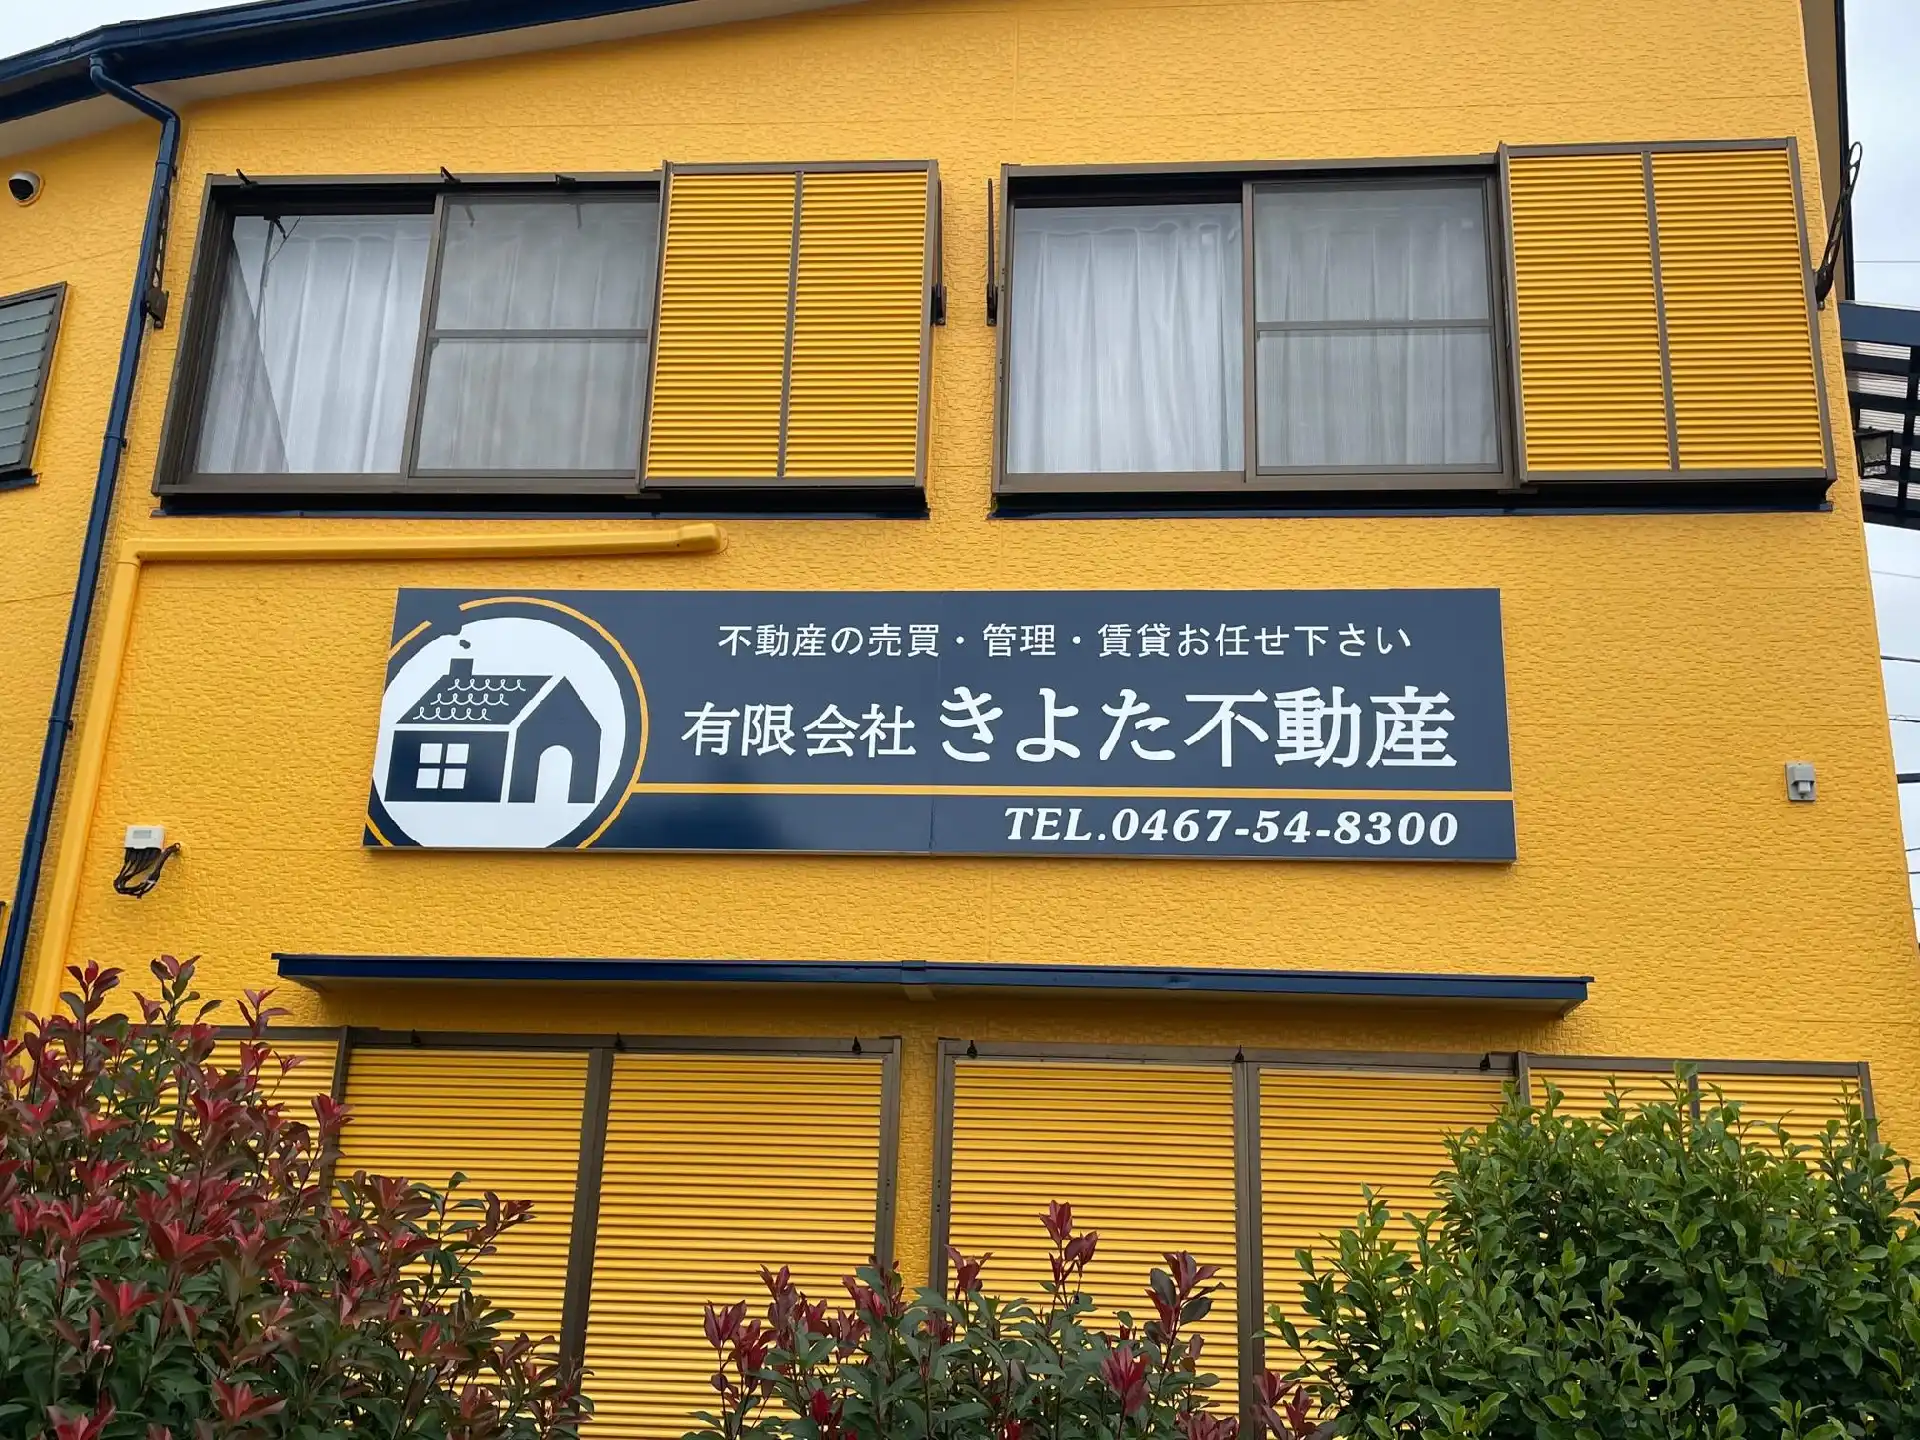 不動産の売買・管理・賃貸お任せ下さい
有限会社 きよた不動産
TEL.0467-54-8300